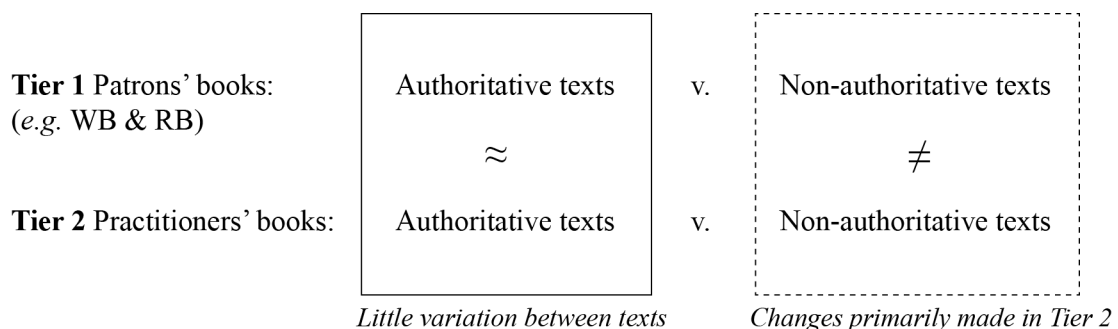 Tier 1 Patrons’ books: Authoritative texts v. Non-authoritative texts
(e.g. WB & RB)
≈ ≠
Tier 2 Practitioners’ books: Authoritative texts v. Non-authoritative texts
Little variation between texts Changes primarily made in Tier 2